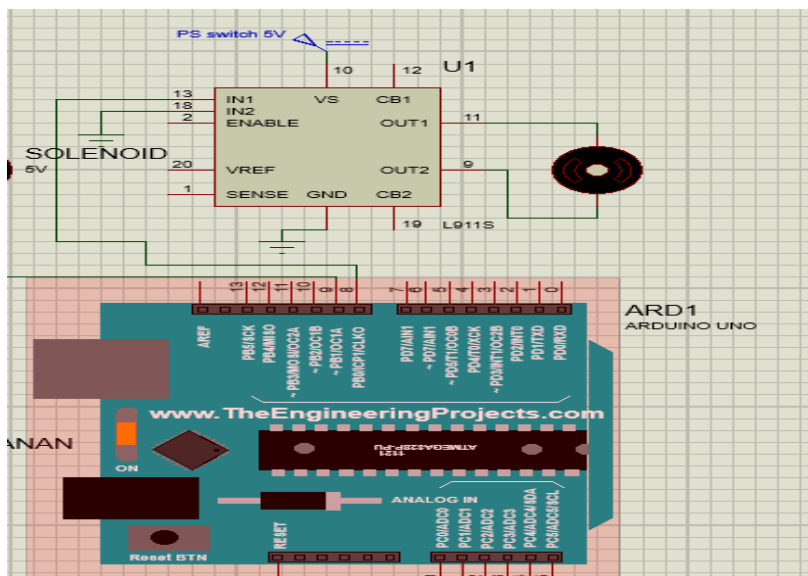 PS switch 5V
10
12
U1
13
IN1
VS
CB1
18
IN2
2
ENABLE
OUT1
11
SOLENOID
5V
20
VREF
OUT2
9
1
SENSE
GND
CB2
19
L911S
13
12
11
10
9
8
7
6
5
4
3
2
1
0
ARD1
ARDUINO UNO
AREF
PB5/SCK
PB4/MISO
~PB3/MOSI/OC2A
~PB2/OC1B
~PB1/OC1A
PB0/ICP1/CLKO
PD7/AIN1
~PD7/AIN1
~PD5/T1/OC0B
PD4/T0/XCK
~PD3/INT1/OC2B
PD2/INT0
PD1/TXD
PD0/RXD
www.TheEngineeringProjects.com
ANAN
ON
1121
ATMEGA328P-PU
ANALOG IN
Reset BTN
RESET
PC0/ADC0
PC1/ADC1
PC2/ADC2
PC3/ADC3
PC4/ADC4/SDA
PC5/ADC5/SCL